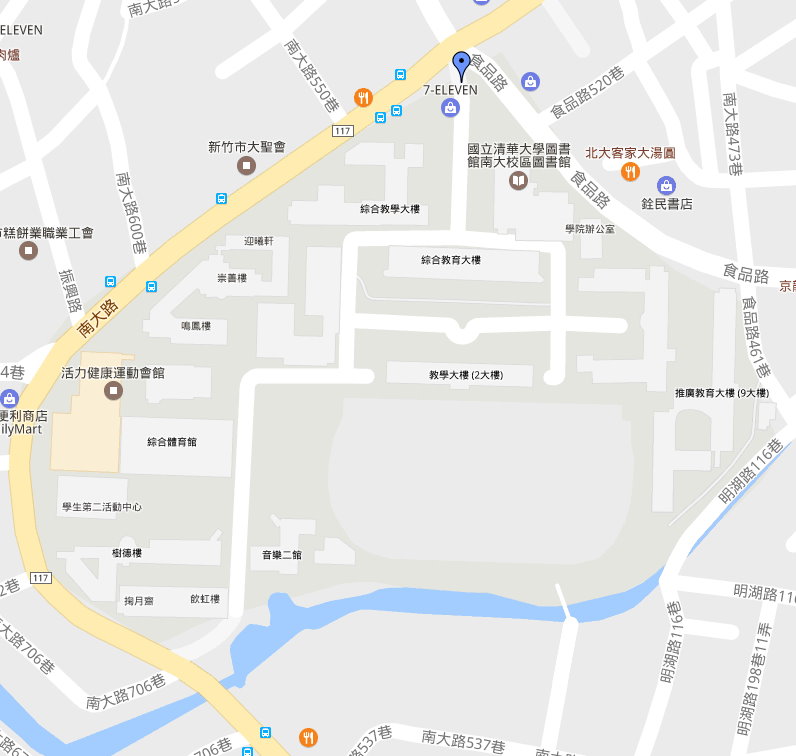 南大路5
ELEVEN
肉爐
南大路550巷
食品路
7-ELEVEN
食品路520巷
南大路473巷
117
新竹市大聖會
國立清華大學圖書
館南大校區圖書館
北大客家大湯圓
食品路
銓民書店
南大路600巷
綜合教學大樓
市糕餅業職業工會
迎曦軒
學院辦公室
綜合教育大樓
食品路
振興路
崇善樓
京龍
南大路
鳴鳳樓
食品路461巷
4巷
活力健康運動會館
教學大樓 (2大樓)
推廣教育大樓 (9大樓)
便利商店
ilyMart
綜合體育館
明湖路116巷
學生第二活動中心
樹德樓
音樂二館
117
2巷
掬月齋
飲虹樓
明湖路116
明湖路119巷
明湖路198巷11弄
南大路706巷
南大路706巷
706巷
537巷
南大路537巷